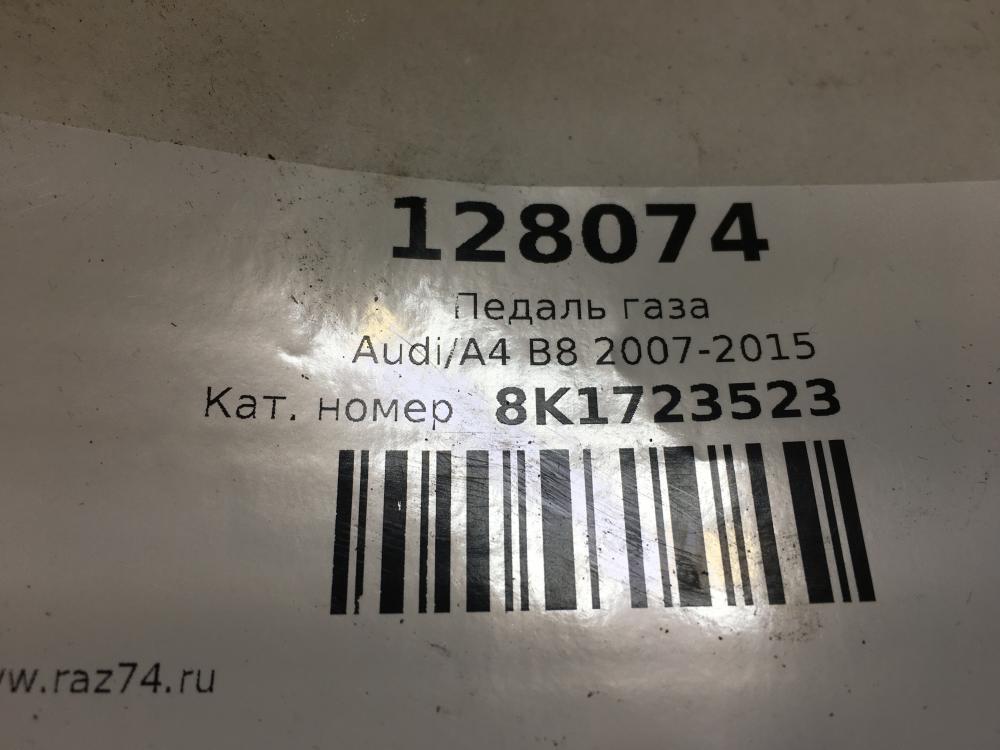 128074
Педаль газа
Audi/A4 B8 2007-2015
Кат. номер 8K1723523
w.raz74.ru